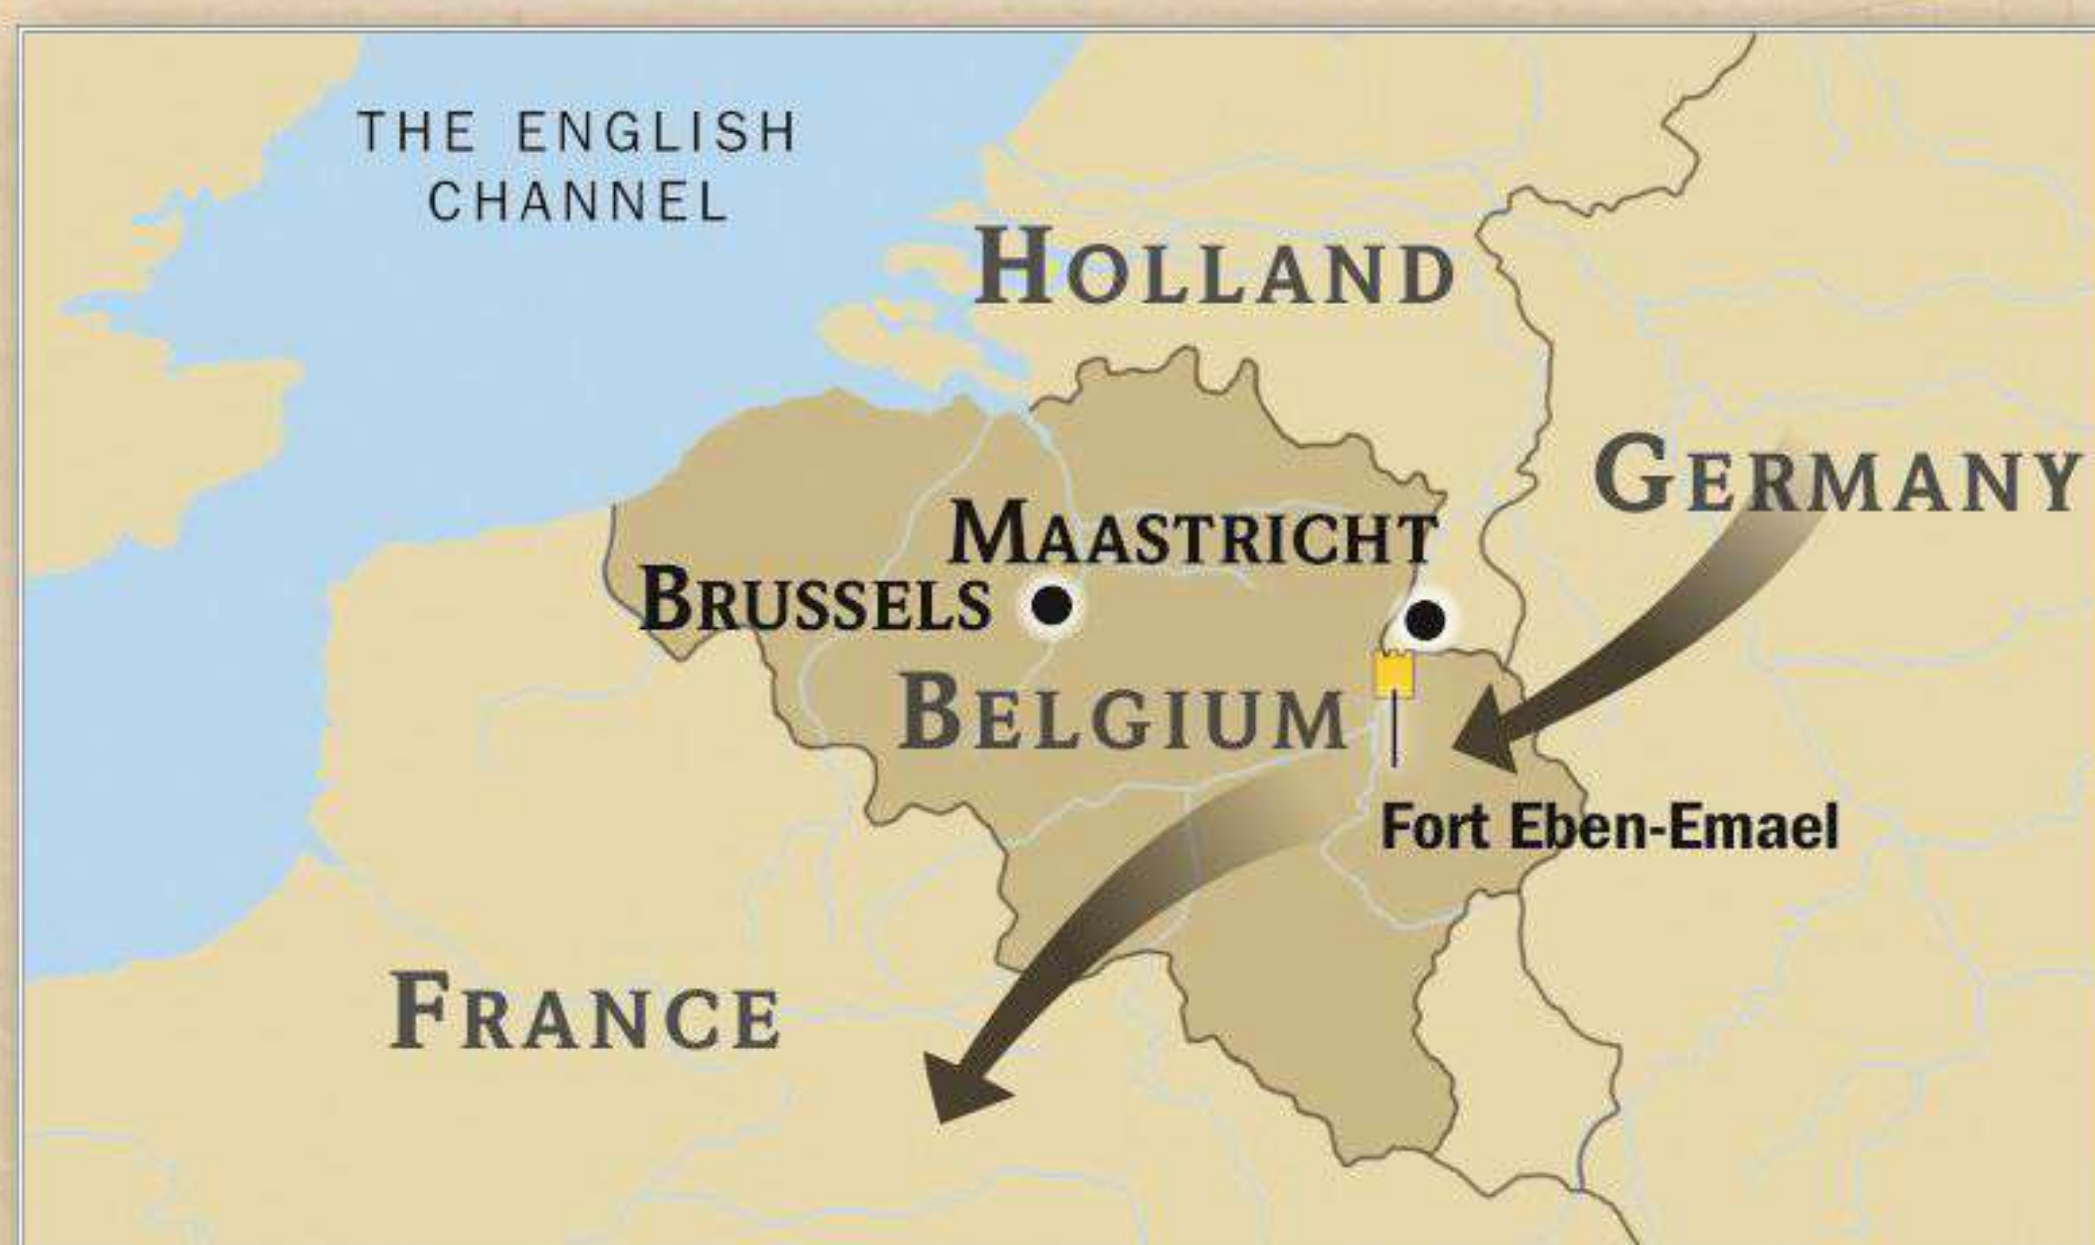 THE ENGLISH
CHANNEL
HOLLAND
GERMANY
MAASTRICHT
BRUSSELS
BELGIUM
Fort Eben-Emael
FRANCE